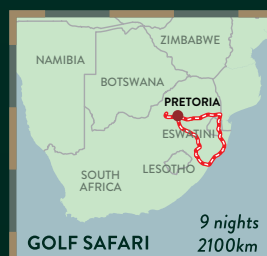 ZIMBABWE
NAMIBIA
BOTSWANA
PRETORIA
ESWATINI
LESOTHO
SOUTH
AFRICA
9 nights
GOLF SAFARI
2100km